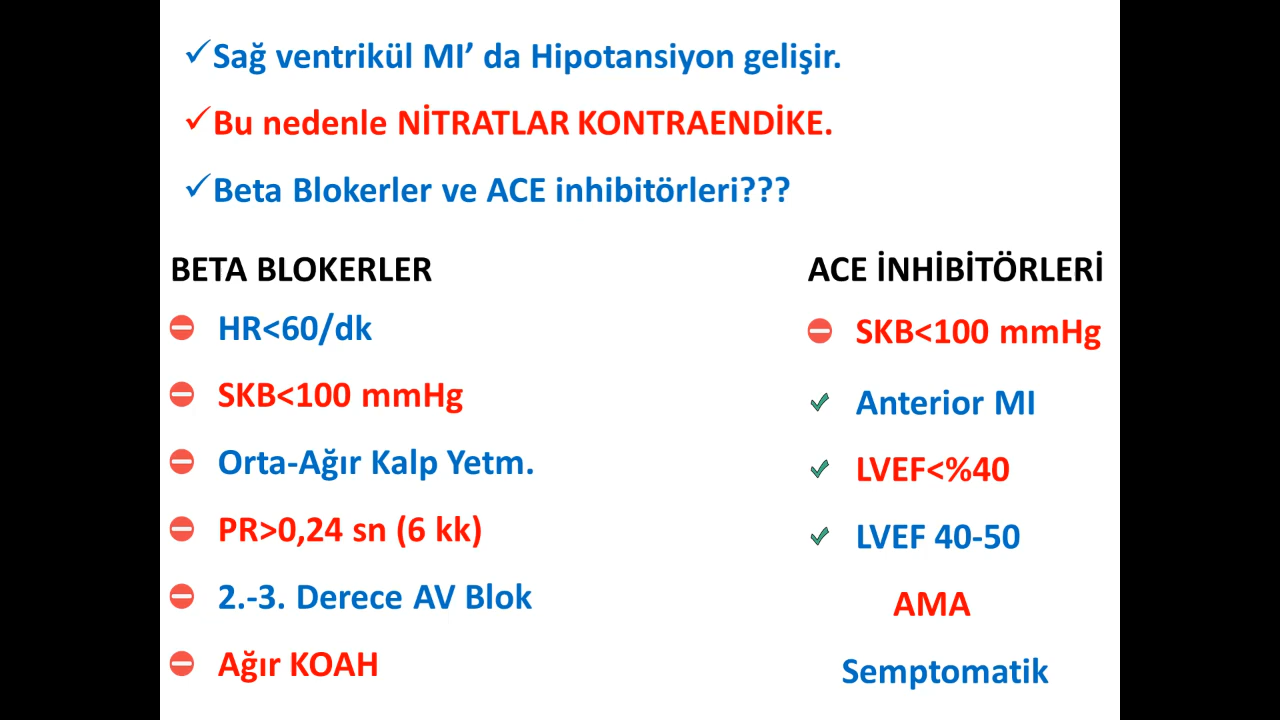 Sağ ventrikül MI’ da Hipotansiyon gelişir.
Bu nedenle NİTRATLAR KONTRAENDİKE.
Beta Blokerler ve ACE inhibitörleri???
BETA BLOKERLER
HR<60/dk
SKB<100 mmHg
Orta-Ağır Kalp Yetm.
PR>0,24 sn (6 kk)
2.-3. Derece AV Blok
Ağır KOAH
ACE İNHİBİTÖRLERİ
SKB<100 mmHg
Anterior MI
LVEF<%40
LVEF 40-50
AMA
Semptomatik